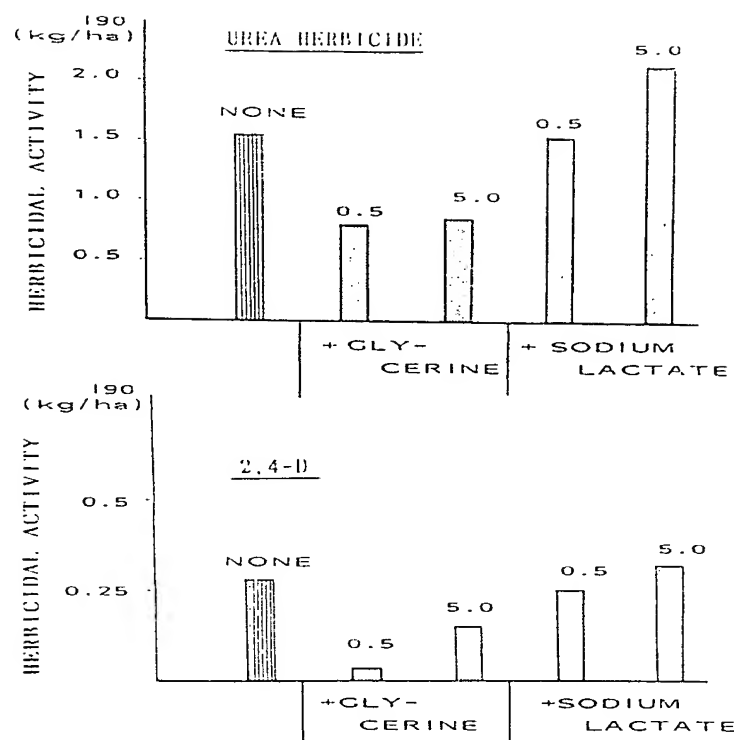 I90
(kg/ha)
UREA HERBICIDE
HERBICIDAL ACTIVITY
2.0
1.5
1.0
0.5
NONE
0.5
5.0
0.5
5.0
+ GLY-
CERINE
+ SODIUM
LACTATE
I90
(kg/ha)
2,4-D
HERBICIDAL ACTIVITY
0.5
0.25
NONE
0.5
5.0
0.5
5.0
+GLY-
CERINE
+SODIUM
LACTATE